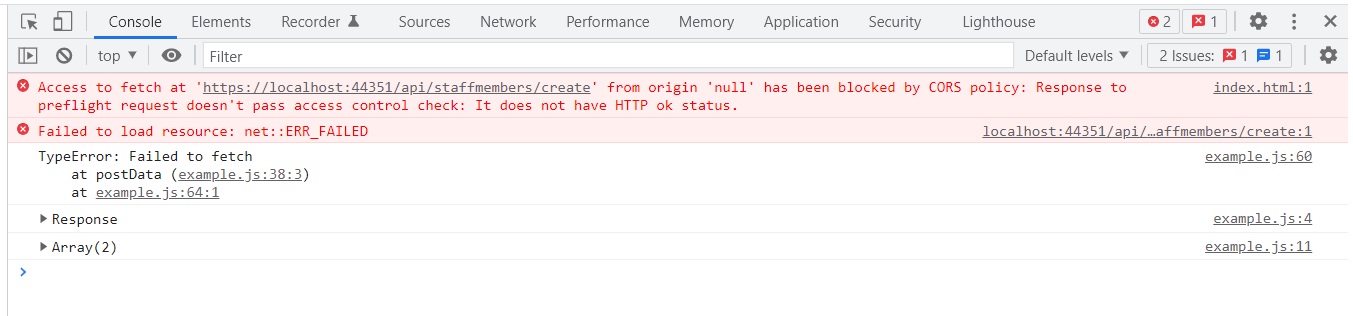 Console Elements Recorder Sources Network Performance Memory Application Security Lighthouse 2 1
top Filter Default levels 2 Issues: 1 1
Access to fetch at 'https://localhost:44351/api/staffmembers/create' from origin 'null' has been blocked by CORS policy: Response to index.html:1
preflight request doesn't pass access control check: It does not have HTTP ok status.
Failed to load resource: net::ERR_FAILED localhost:44351/api/…affmembers/create:1
TypeError: Failed to fetch example.js:60
at postData (example.js:38:3)
at example.js:64:1
Response example.js:4
Array(2) example.js:11